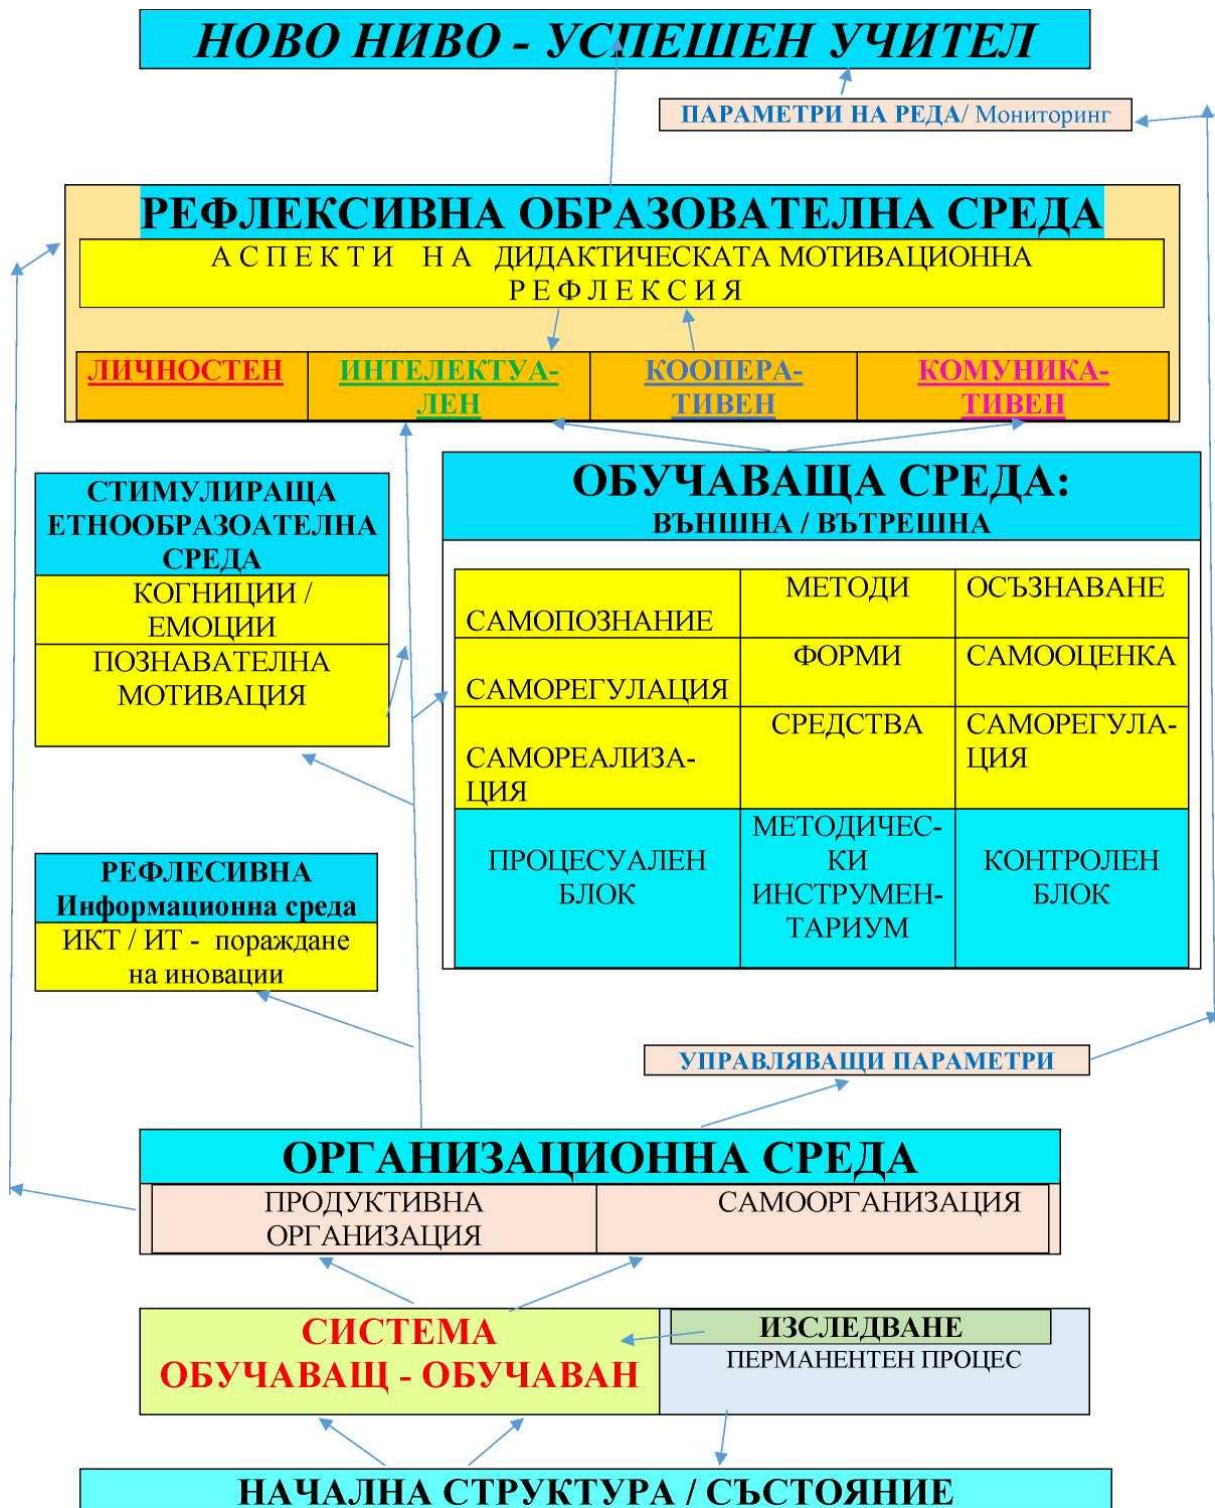 НОВО НИВО - УСПЕШЕН УЧИТЕЛ
ПАРАМЕТРИ НА РЕДА/ Мониторинг
РЕФЛЕКСИВНА ОБРАЗОВАТЕЛНА СРЕДА
А С П Е К Т И Н А ДИДАКТИЧЕСКАТА МОТИВАЦИОННА
Р Е Ф Л Е К С И Я
ЛИЧНОСТЕН
ИНТЕЛЕКТУА-
ЛЕН
КООПЕРА-
ТИВЕН
КОМУНИКА-
ТИВЕН
СТИМУЛИРАЩА
ЕТНООБРАЗОАТЕЛНА
СРЕДА
КОГНИЦИИ /
ЕМОЦИИ
ПОЗНАВАТЕЛНА
МОТИВАЦИЯ
ОБУЧАВАЩА СРЕДА:
ВЪНШНА / ВЪТРЕШНА
САМОПОЗНАНИЕ
МЕТОДИ
ОСЪЗНАВАНЕ
САМОРЕГУЛАЦИЯ
ФОРМИ
САМООЦЕНКА
САМОРЕАЛИЗА-
ЦИЯ
СРЕДСТВА
САМОРЕГУЛА-
ЦИЯ
ПРОЦЕСУАЛЕН
БЛОК
МЕТОДИЧЕС-
КИ
ИНСТРУМЕН-
ТАРИУМ
КОНТРОЛЕН
БЛОК
РЕФЛЕСИВНА
Информационна среда
ИКТ / ИТ - пораждане
на иновации
УПРАВЛЯВАЩИ ПАРАМЕТРИ
ОРГАНИЗАЦИОННА СРЕДА
ПРОДУКТИВНА
ОРГАНИЗАЦИЯ
САМООРГАНИЗАЦИЯ
СИСТЕМА
ОБУЧАВАЩ - ОБУЧАВАН
ИЗСЛЕДВАНЕ
ПЕРМАНЕНТЕН ПРОЦЕС
НАЧАЛНА СТРУКТУРА / СЪСТОЯНИЕ